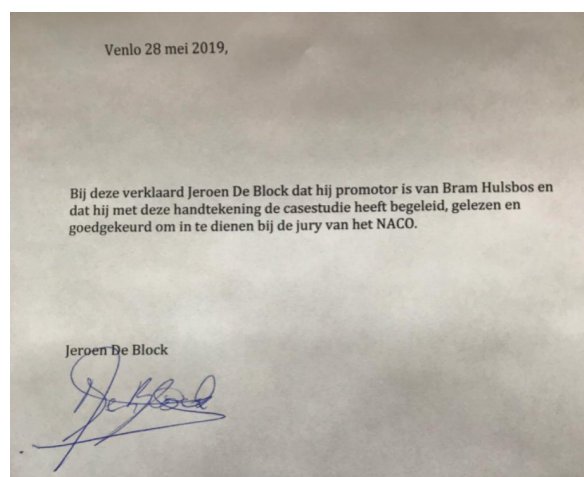 Venlo 28 mei 2019,
Bij deze verklaard Jeroen De Block dat hij promotor is van Bram Hulsbos en
dat hij met deze handtekening de casestudie heeft begeleid, gelezen en
goedgekeurd om in te dienen bij de jury van het NACO.
Jeroen De Block
De Block